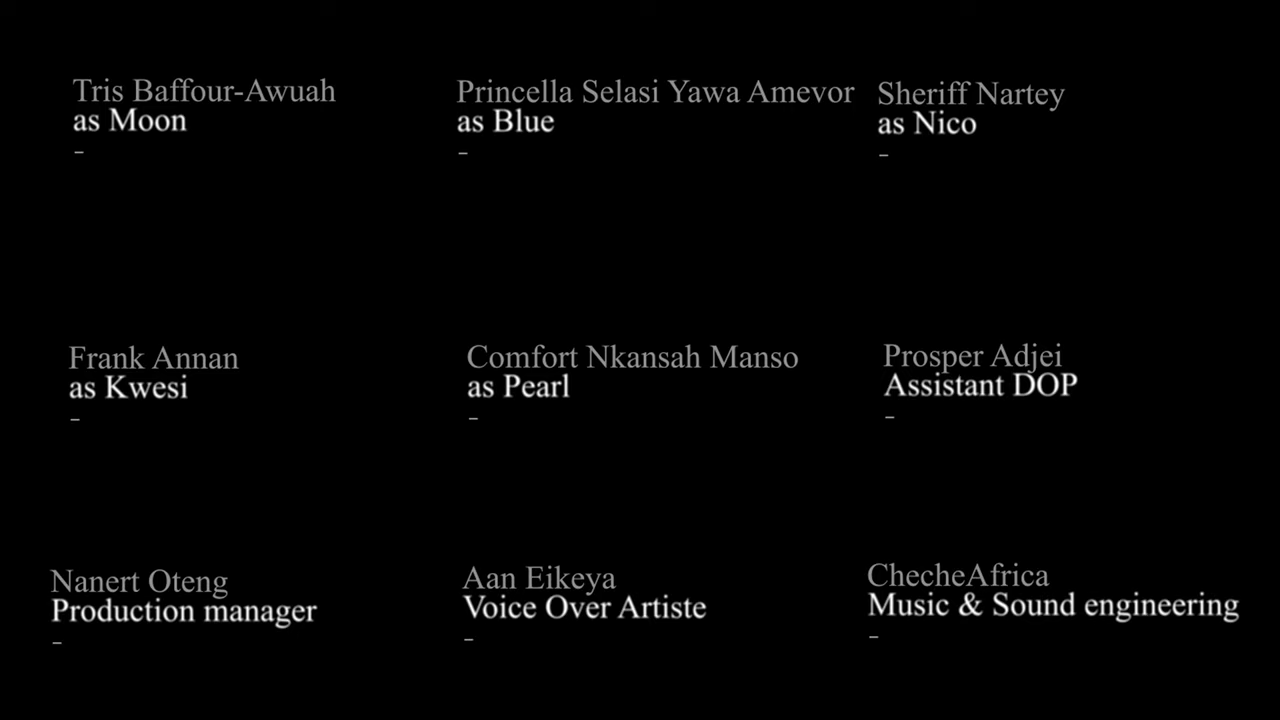 Tris Baffour-Awuah
as Moon
-
Princella Selasi Yawa Amevor
as Blue
-
Sheriff Nartey
as Nico
-
Frank Annan
as Kwesi
-
Comfort Nkansah Manso
as Pearl
-
Prosper Adjei
Assistant DOP
-
Nanert Oteng
Production manager
-
Aan Eikeya
Voice Over Artiste
-
ChecheAfrica
Music & Sound engineering
-